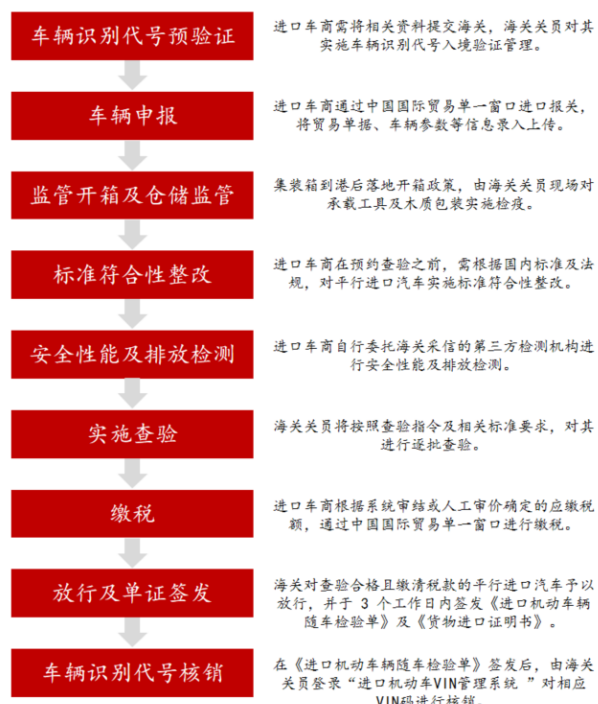 车辆识别代号预验证
进口车商需将相关资料提交海关，海关关员对其
实施车辆识别代号入境验证管理。
车辆申报
进口车商通过中国国际贸易单一窗口进口报关，
将贸易单据、车辆参数等信息录入上传。
监管开箱及仓储监管
集装箱到港后落地开箱政策，由海关关员现场对
承载工具及木质包装实施检疫。
标准符合性整改
进口车商在预约查验之前，需根据国内标准及法
规，对平行进口汽车实施标准符合性整改。
安全性能及排放检测
进口车商自行委托海关采信的第三方检测机构进
行安全性能及排放检测。
实施查验
海关关员将按照查验指令及相关标准要求，对其
进行逐批查验。
缴税
进口车商根据系统审结或人工审价确定的应缴税
额，通过中国国际贸易单一窗口进行缴税。
放行及单证签发
海关对查验合格且缴清税款的平行进口汽车予以
放行，并于 3 个工作日内签发《进口机动车辆
随车检验单》及《货物进口证明书》。
车辆识别代号核销
在《进口机动车辆随车检验单》签发后，由海关
关员登录“进口机动车VIN管理系统 ”对相应
VIN码进行核销。